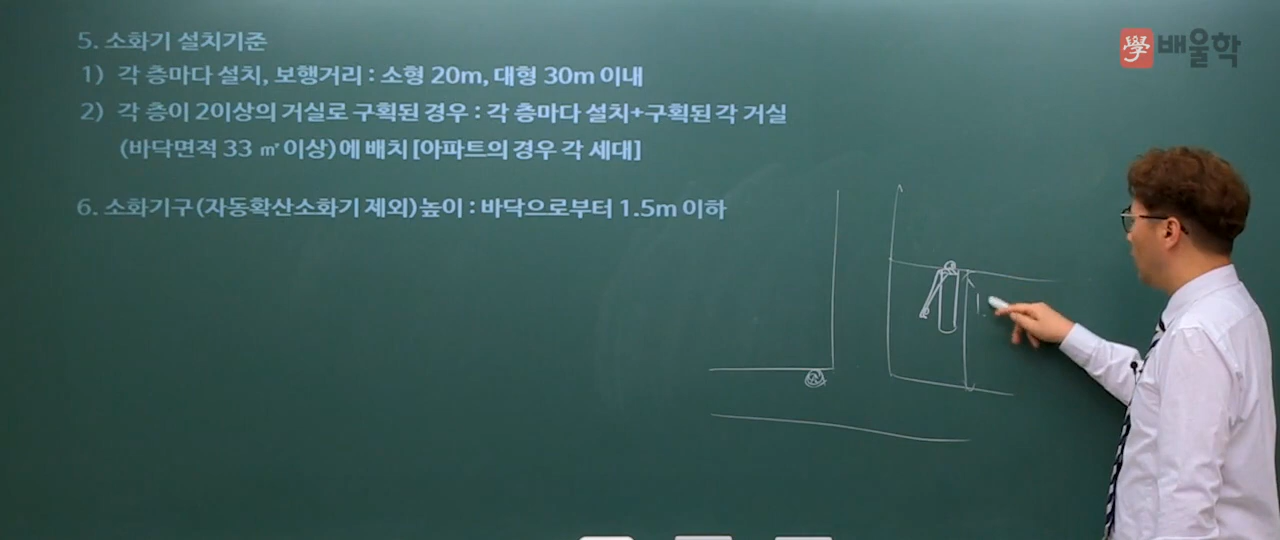 5. 소화기 설치기준
1) 각 층마다 설치, 보행거리 : 소형 20m, 대형 30m 이내
2) 각 층이 2이상의 거실로 구획된 경우 : 각 층마다 설치+구획된 각 거실
(바닥면적 33 ㎡ 이상)에 배치 [아파트의 경우 각 세대]
6. 소화기구(자동확산소화기 제외) 높이 : 바닥으로부터 1.5m 이하
學 배울학
1.